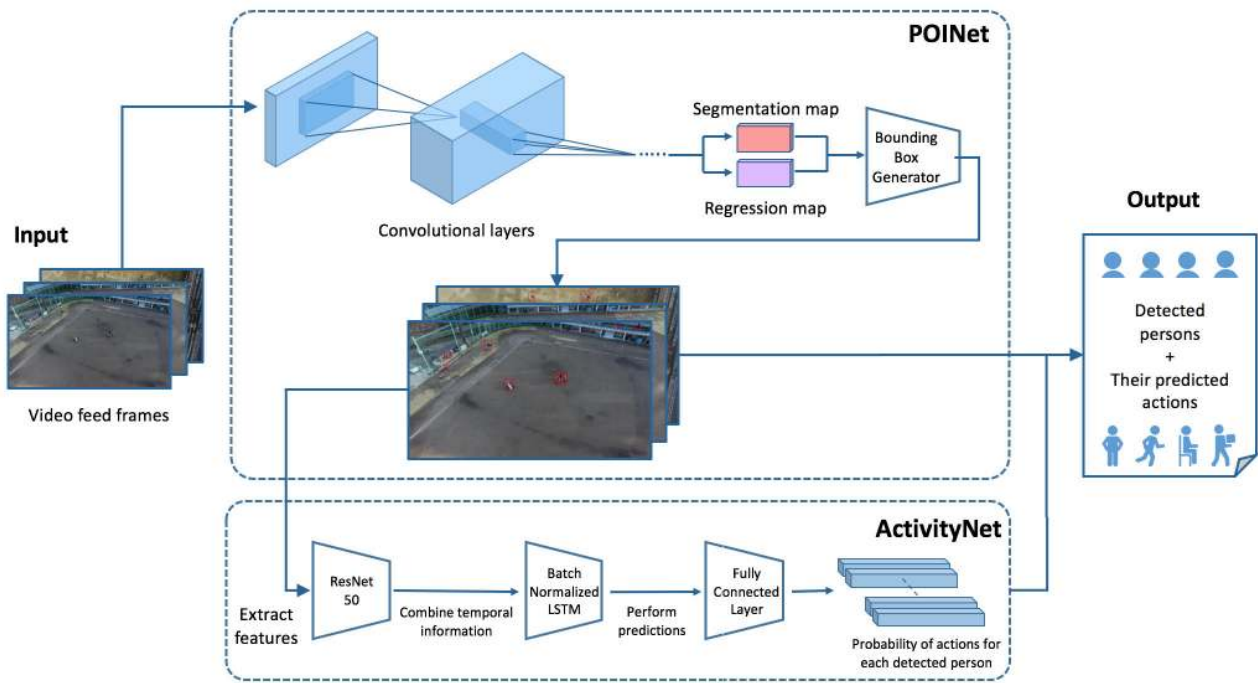 POINet
Segmentation map
Bounding
Box
Generator
Regression map
Convolutional layers
Input
Video feed frames
Output
Detected
persons
+
Their predicted
actions
ActivityNet
Extract
features
ResNet
50
Combine temporal
information
Batch
Normalized
LSTM
Perform
predictions
Fully
Connected
Layer
Probability of actions for
each detected person